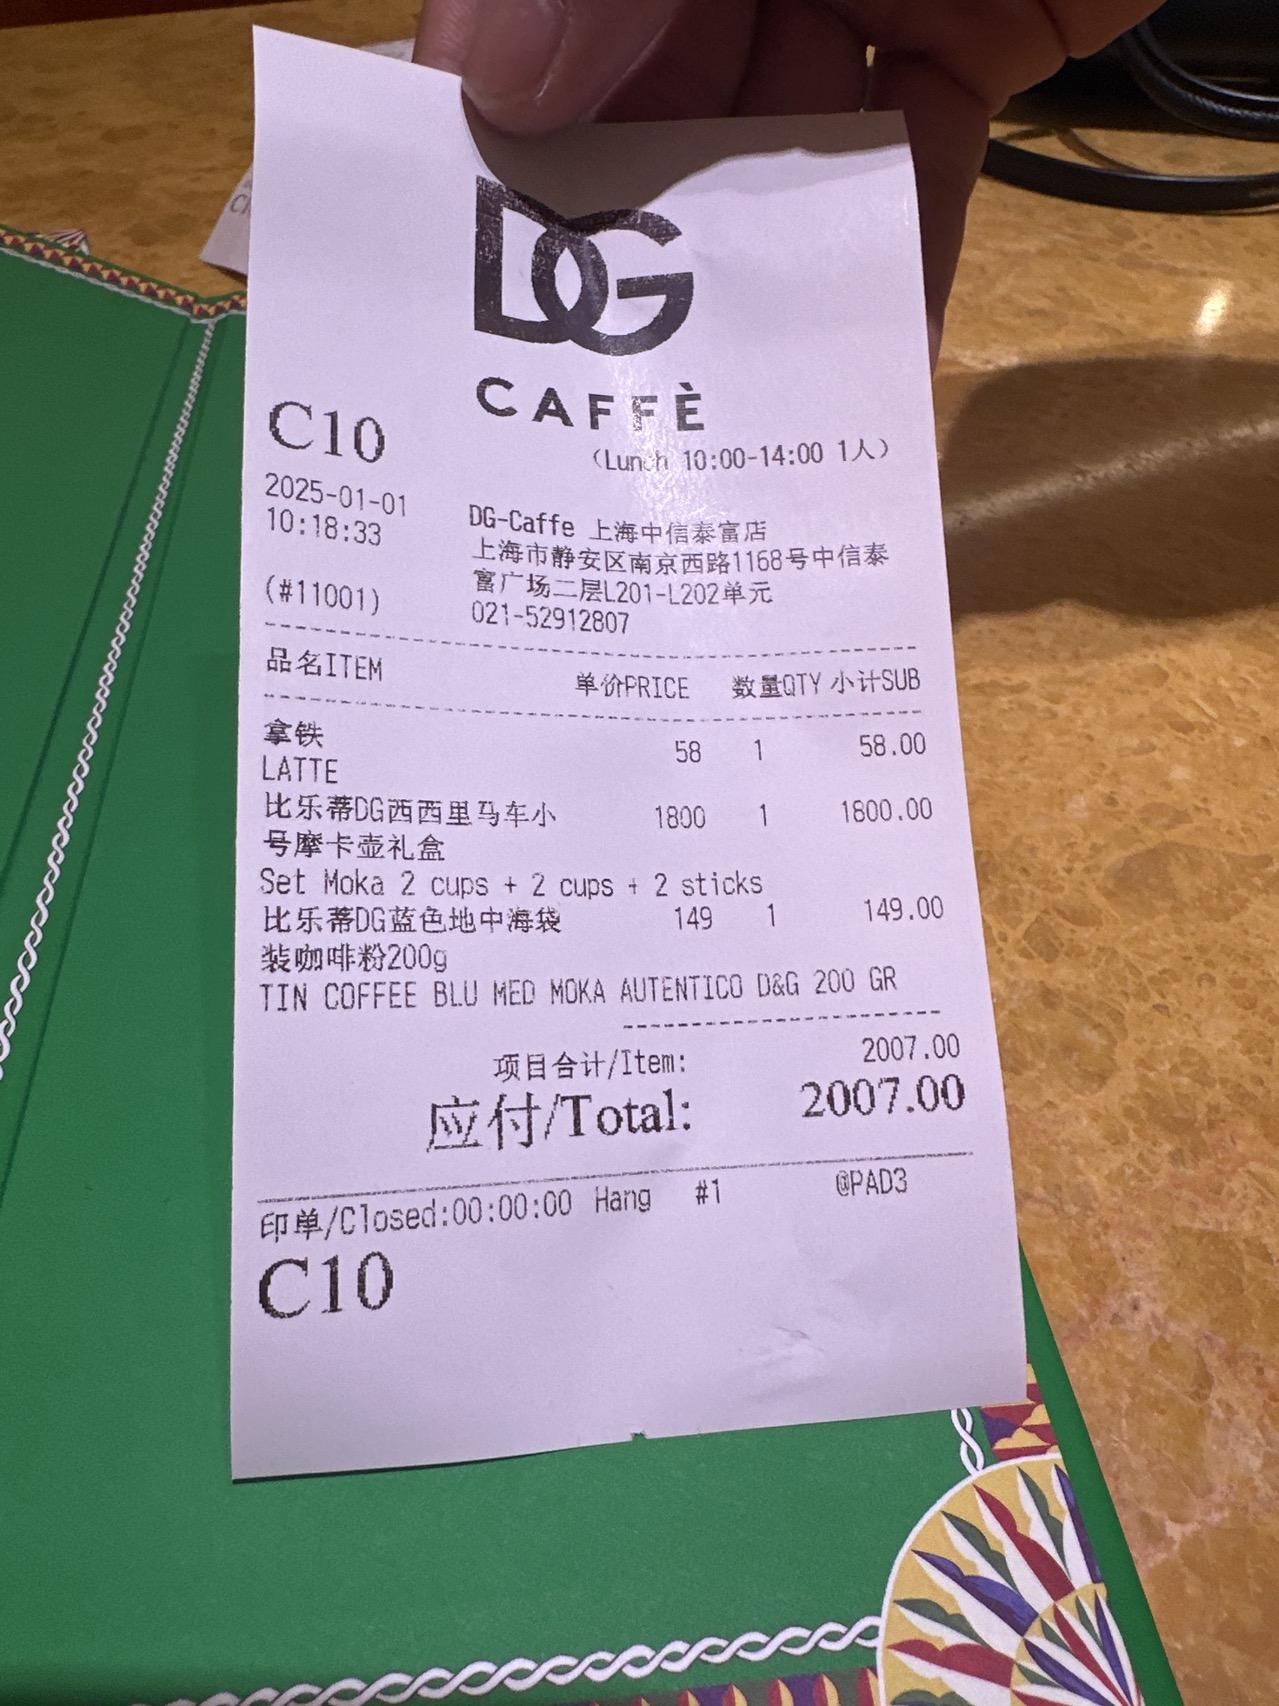 DG
CAFFÈ
C10
(Lunch 10:00-14:00 1人)
2025-01-01
10:18:33
(#11001)
DG-Caffe 上海中信泰富店
上海市静安区南京西路1168号中信泰
富广场二层L201-L202单元
021-52912807
品名ITEM 单价PRICE 数量QTY 小计SUB
拿铁 58 1 58.00
LATTE
比乐蒂DG西西里马车小 1800 1 1800.00
号摩卡壶礼盒
Set Moka 2 cups + 2 cups + 2 sticks
比乐蒂DG蓝色地中海袋 149 1 149.00
装咖啡粉200g
TIN COFFEE BLU MED MOKA AUTENTICO D&G 200 GR
项目合计/Item: 2007.00
应付/Total: 2007.00
印单/Closed:00:00:00 Hang #1 @PAD3
C10